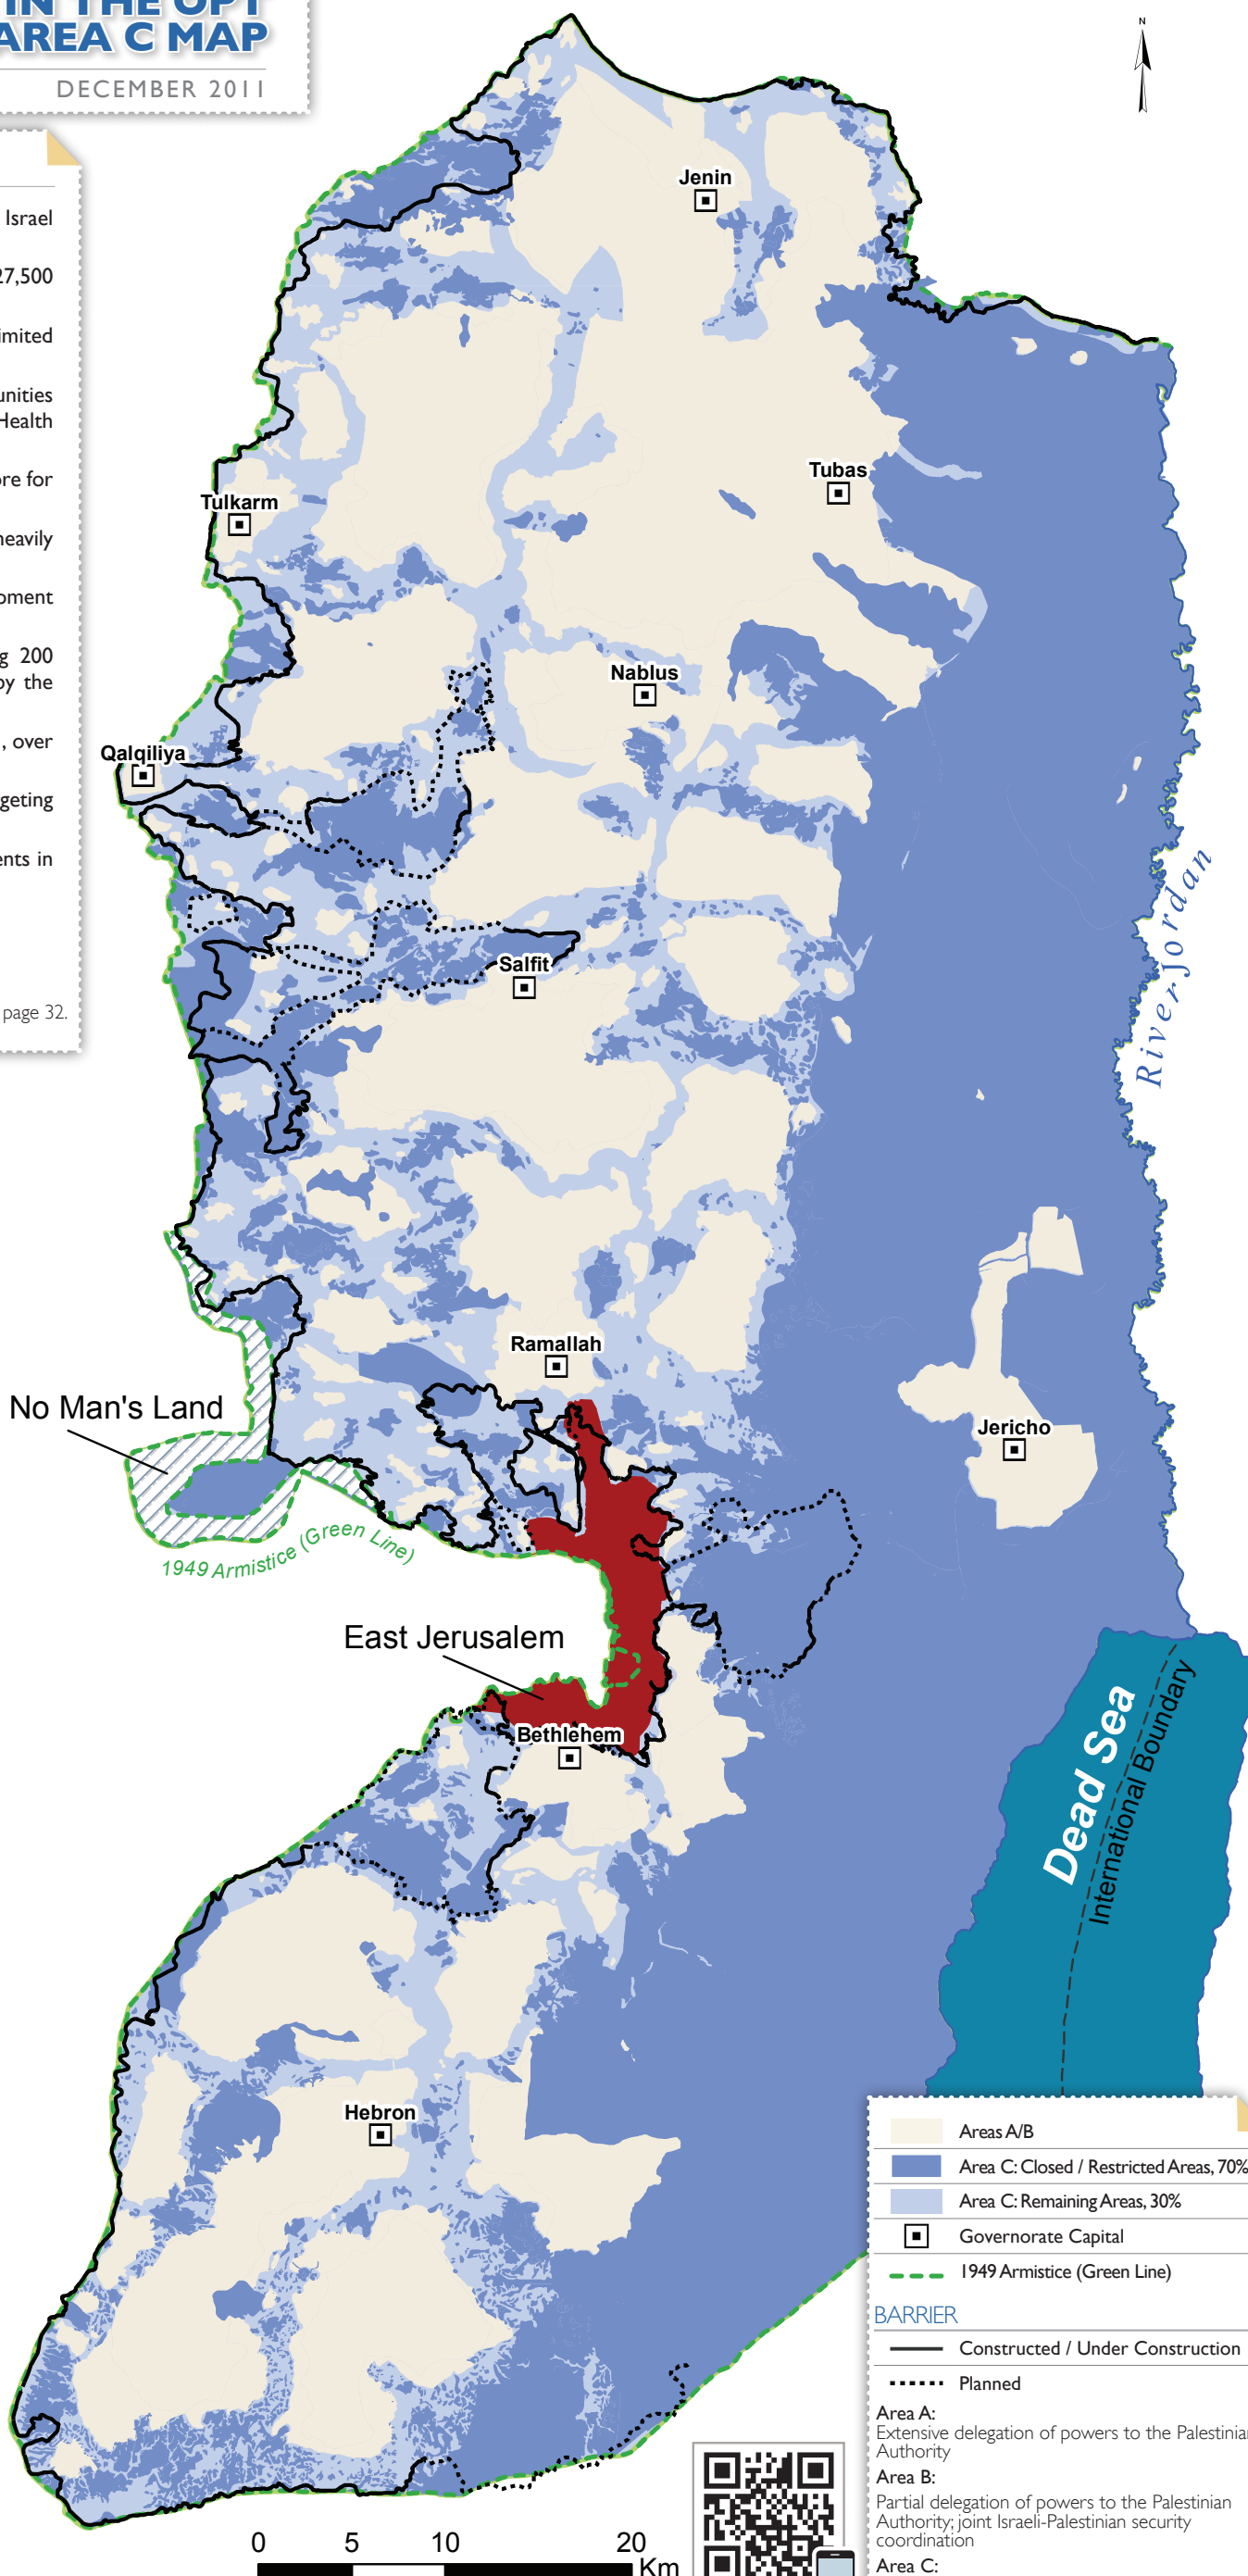 IN THE OPT
AREA C MAP
DECEMBER 2011
Israel
27,500
unities
Health
re for
heavily
g 200
by the
, over
geting
ents in
page 32.
N
Jenin
Tubas
Tulkarm
Nablus
Qalqiliya
River Jordan
Salfit
Ramallah
No Man's Land
Jericho
1949 Armistice (Green Line)
East Jerusalem
Bethlehem
Dead Sea
International Boundary
Hebron
Areas A/B
Area C: Closed / Restricted Areas, 70%
Area C: Remaining Areas, 30%
Governorate Capital
1949 Armistice (Green Line)
BARRIER
Constructed / Under Construction
Planned
Area A:
Extensive delegation of powers to the Palestinian
Authority
Area B:
Partial delegation of powers to the Palestinian
Authority; joint Israeli-Palestinian security
coordination
Area C:
0 5 10 20
Km